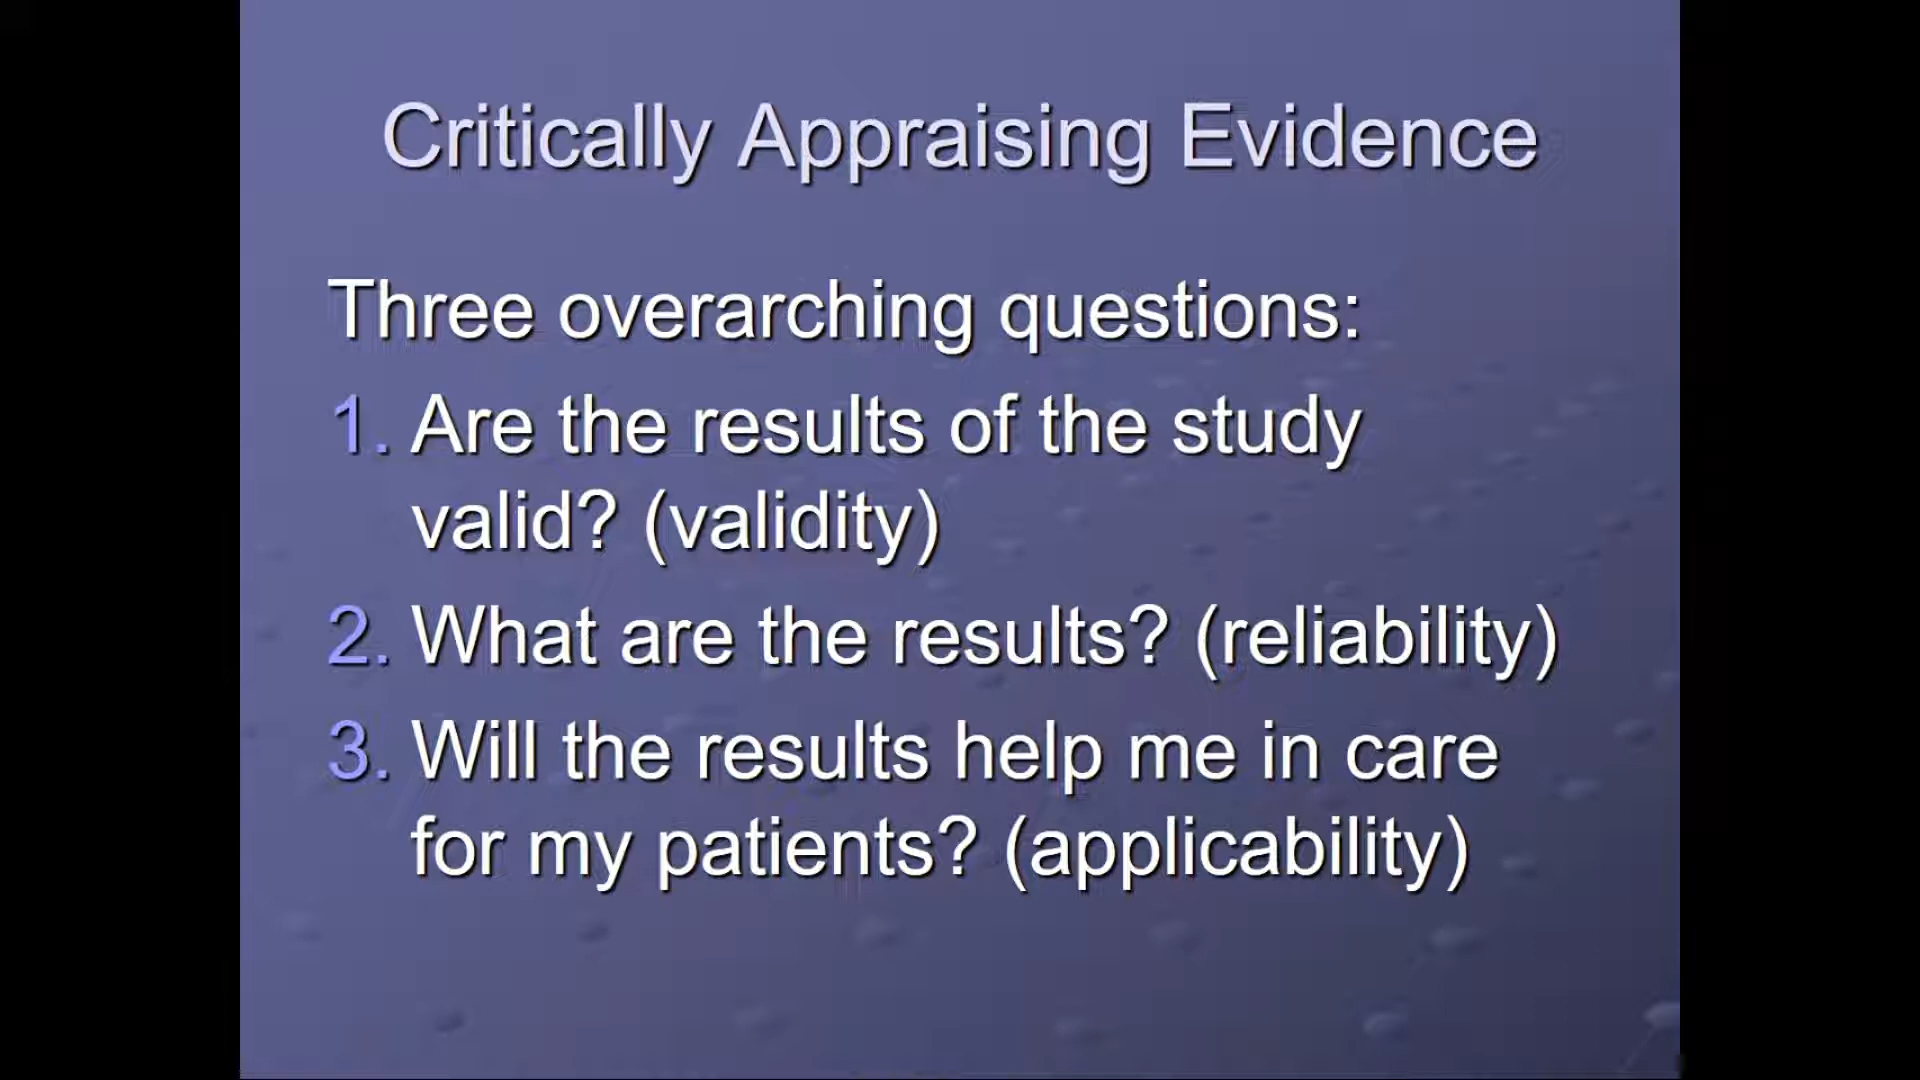 Critically Appraising Evidence
Three overarching questions:
1. Are the results of the study
valid? (validity)
2. What are the results? (reliability)
3. Will the results help me in care
for my patients? (applicability)